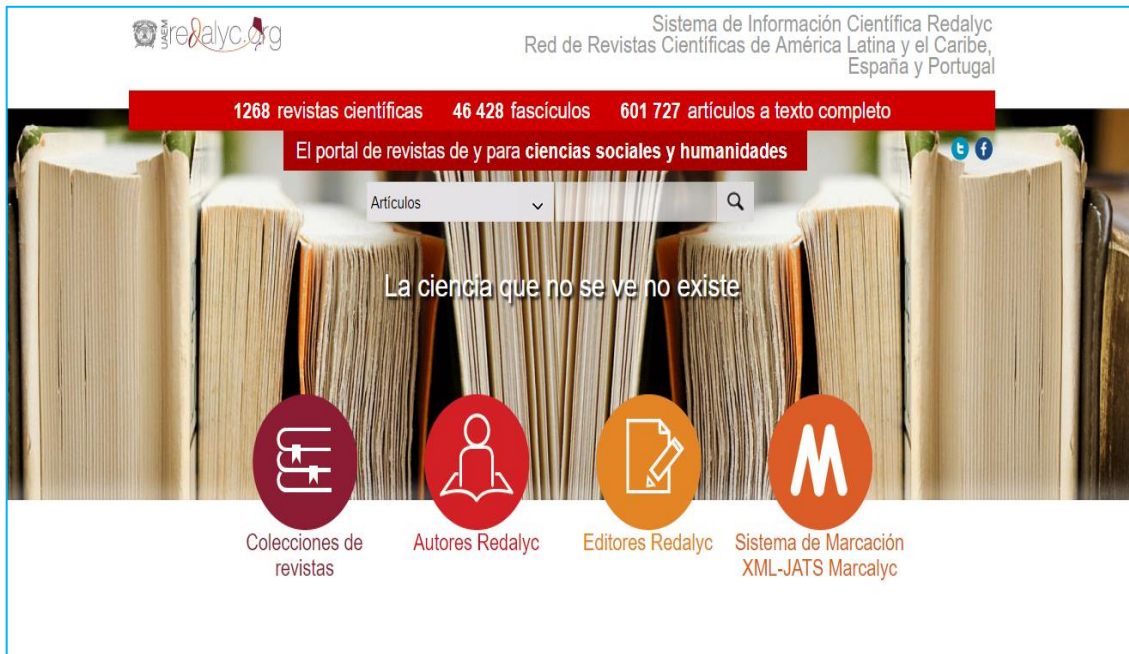 UAEM
redalyc.org
Sistema de Información Científica Redalyc
Red de Revistas Científicas de América Latina y el Caribe,
España y Portugal
1268 revistas científicas 46 428 fascículos 601 727 artículos a texto completo
El portal de revistas de y para ciencias sociales y humanidades
Artículos
La ciencia que no se ve no existe
Colecciones de
revistas
Autores Redalyc
Editores Redalyc
Sistema de Marcación
XML-JATS Marcalyc